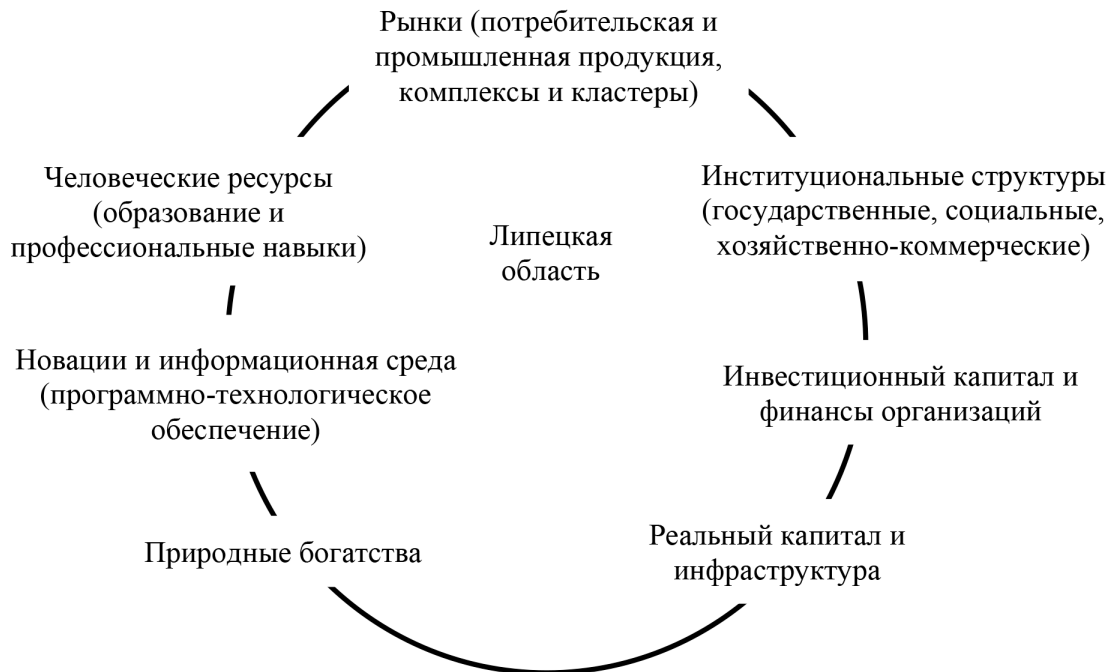 Рынки (потребительская и
промышленная продукция,
комплексы и кластеры)
Человеческие ресурсы
(образование и
профессиональные навыки)
Институциональные структуры
(государственные, социальные,
хозяйственно-коммерческие)
Липецкая
область
Новации и информационная среда
(программно-технологическое
обеспечение)
Инвестиционный капитал и
финансы организаций
Природные богатства
Реальный капитал и
инфраструктура